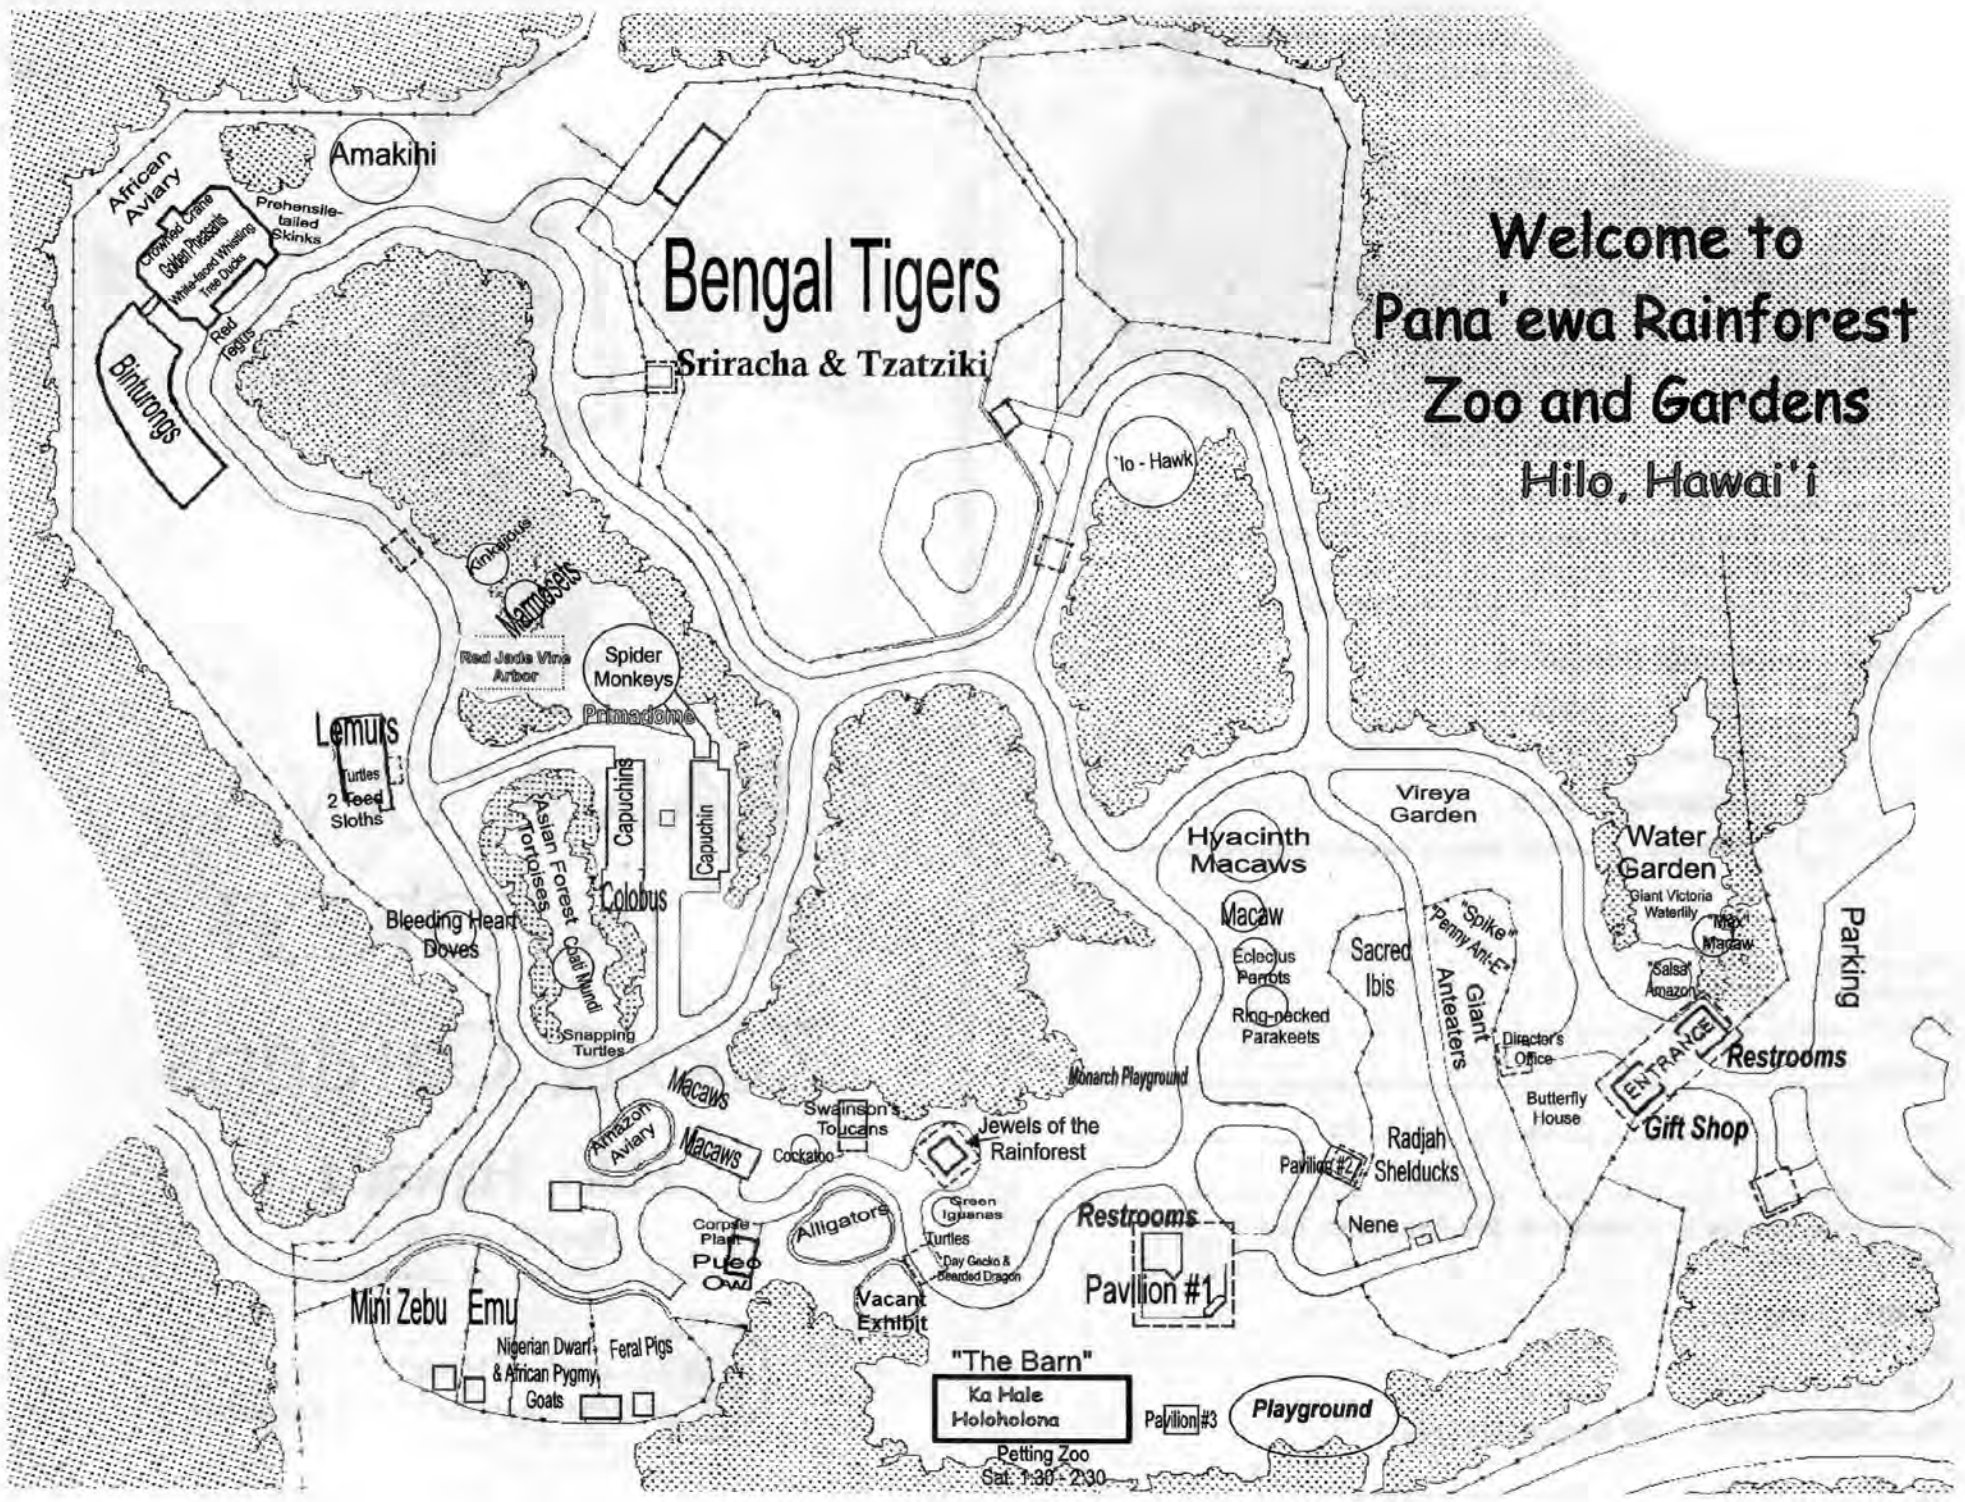 Welcome to
Pana'ewa Rainforest
Zoo and Gardens
Hilo, Hawai'i
Amakihi
African
Aviary
Crowned Crane
Golden Pheasants
White-faced Whistling
Tree Ducks
Prehensile-
tailed
Skinks
Red
Tegus
Binturongs
Bengal Tigers
Sriracha & Tzatziki
'Io - Hawk
Kinkajous
Marmosets
Red Jade Vine
Arbor
Spider
Monkeys
Primadome
Lemurs
Turtles
2 Toed
Sloths
Capuchins
Capuchin
Colobus
Asian Forest
Tortoises
Coati Mundi
Snapping
Turtles
Bleeding Heart
Doves
Vireya
Garden
Hyacinth
Macaws
Macaw
Eclectus
Parrots
Ring-necked
Parakeets
Sacred
Ibis
"Spike"
"Penny Ant-E"
Giant
Anteaters
Water
Garden
Giant Victoria
Waterlily
"Max"
Macaw
"Salsa"
Amazon
Parking
ENTRANCE
Restrooms
Gift Shop
Director's
Office
Butterfly
House
Monarch Playground
Macaws
Amazon
Aviary
Macaws
Swainson's
Toucans
Cockatoo
Jewels of the
Rainforest
Pavilion #2
Radjah
Shelducks
Nene
Restrooms
Pavilion #1
Corpse
Plant
Pueo
Owl
Alligators
Green
Iguanas
Turtles
Day Gecko &
Bearded Dragon
Vacant
Exhibit
Mini Zebu
Emu
Nigerian Dwarf
& African Pygmy
Goats
Feral Pigs
"The Barn"
Ka Hale
Holoholona
Petting Zoo
Sat. 1:30 - 2:30
Pavilion #3
Playground